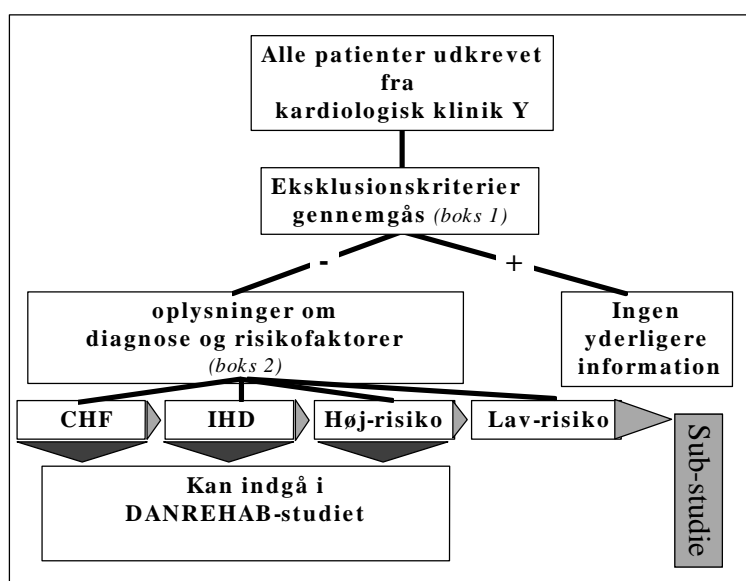 Alle patienter udkrevet
fra
kardiologisk klinik Y
Eksklusionskriterier
gennemgås (boks 1)
-
+
oplysninger om
diagnose og risikofaktorer
(boks 2)
Ingen
yderligere
information
CHF
IHD
Høj-risiko
Lav-risiko
Sub-studie
Kan indgå i
DANREHAB-studiet